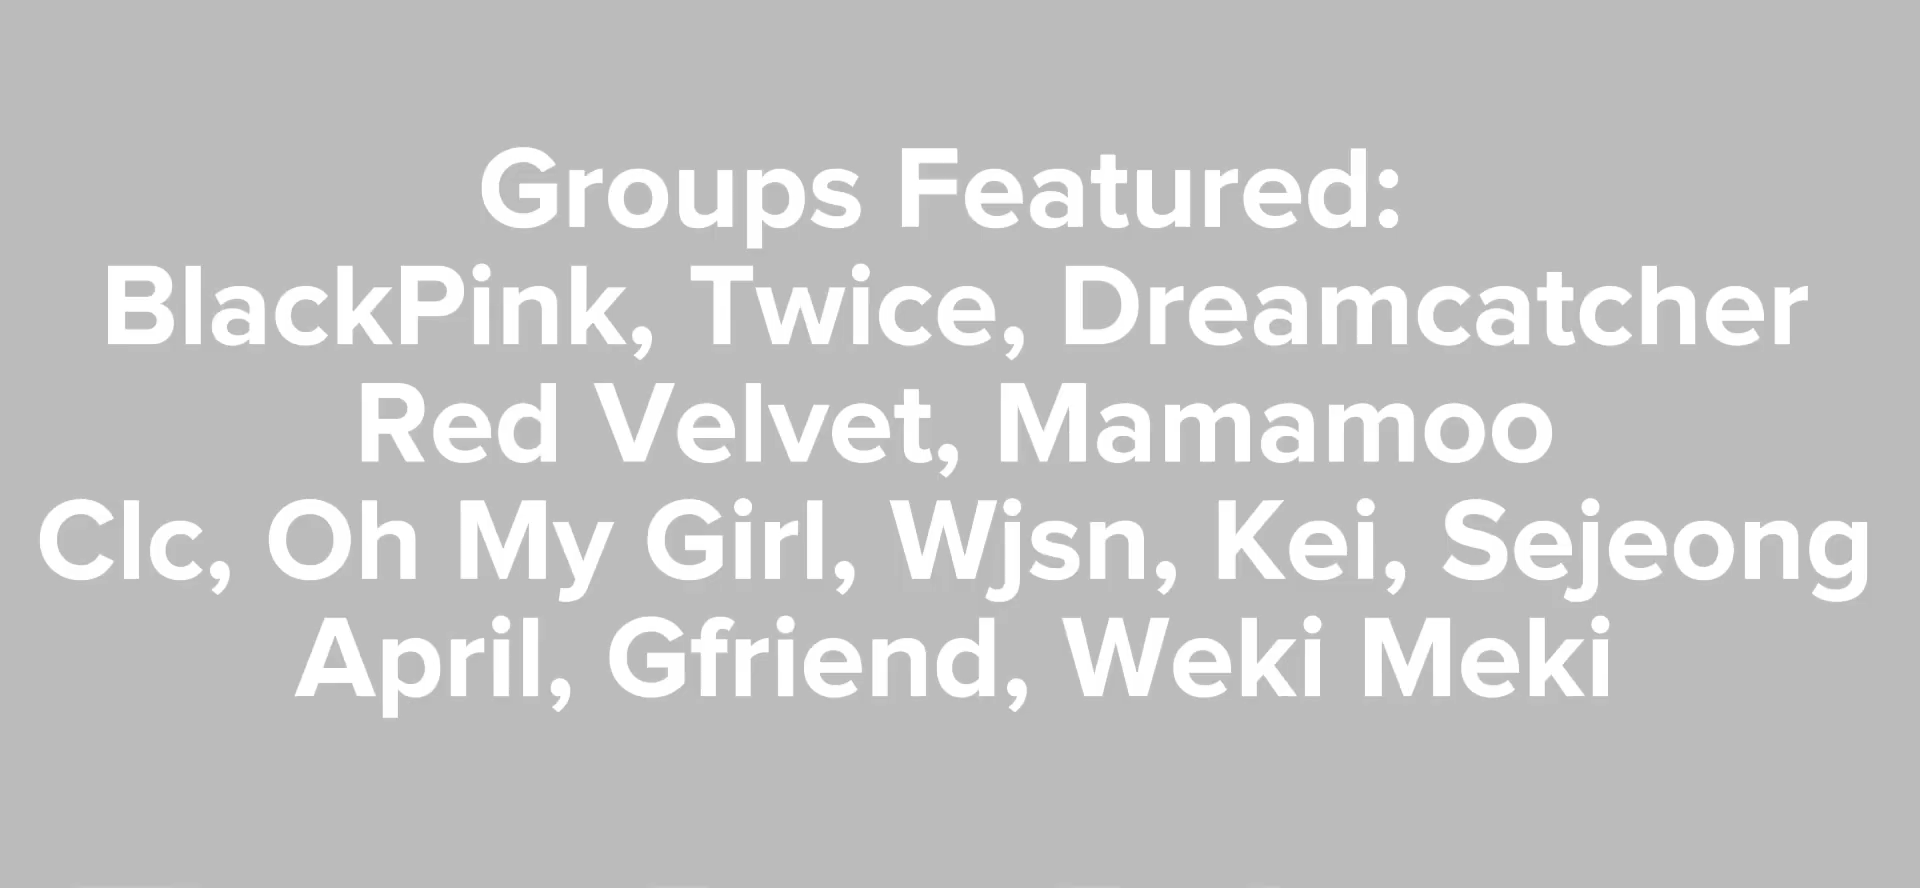 Groups Featured:
BlackPink, Twice, Dreamcatcher
Red Velvet, Mamamoo
Clc, Oh My Girl, Wjsn, Kei, Sejeong
April, Gfriend, Weki Meki